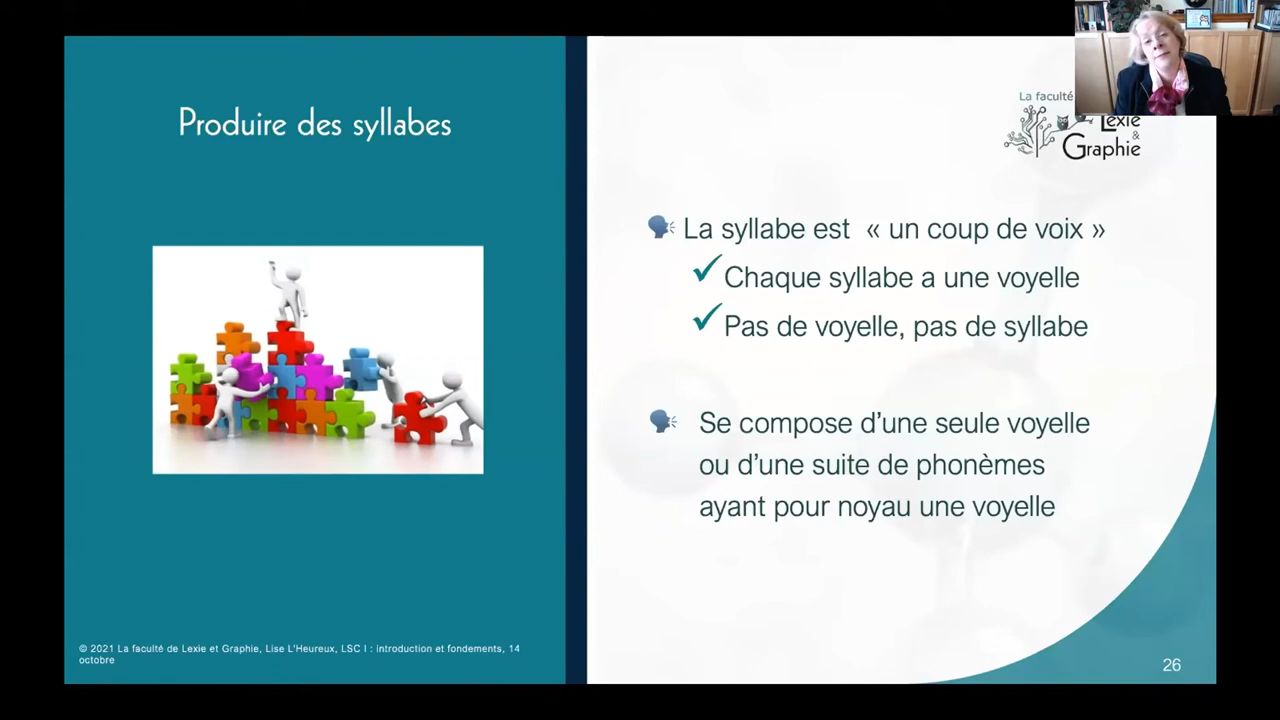 Produire des syllabes
La faculté
Lexie
&
Graphie
La syllabe est « un coup de voix »
Chaque syllabe a une voyelle
Pas de voyelle, pas de syllabe
Se compose d'une seule voyelle
ou d'une suite de phonèmes
ayant pour noyau une voyelle
© 2021 La faculté de Lexie et Graphie, Lise L'Heureux, LSC I : introduction et fondements, 14
octobre
26